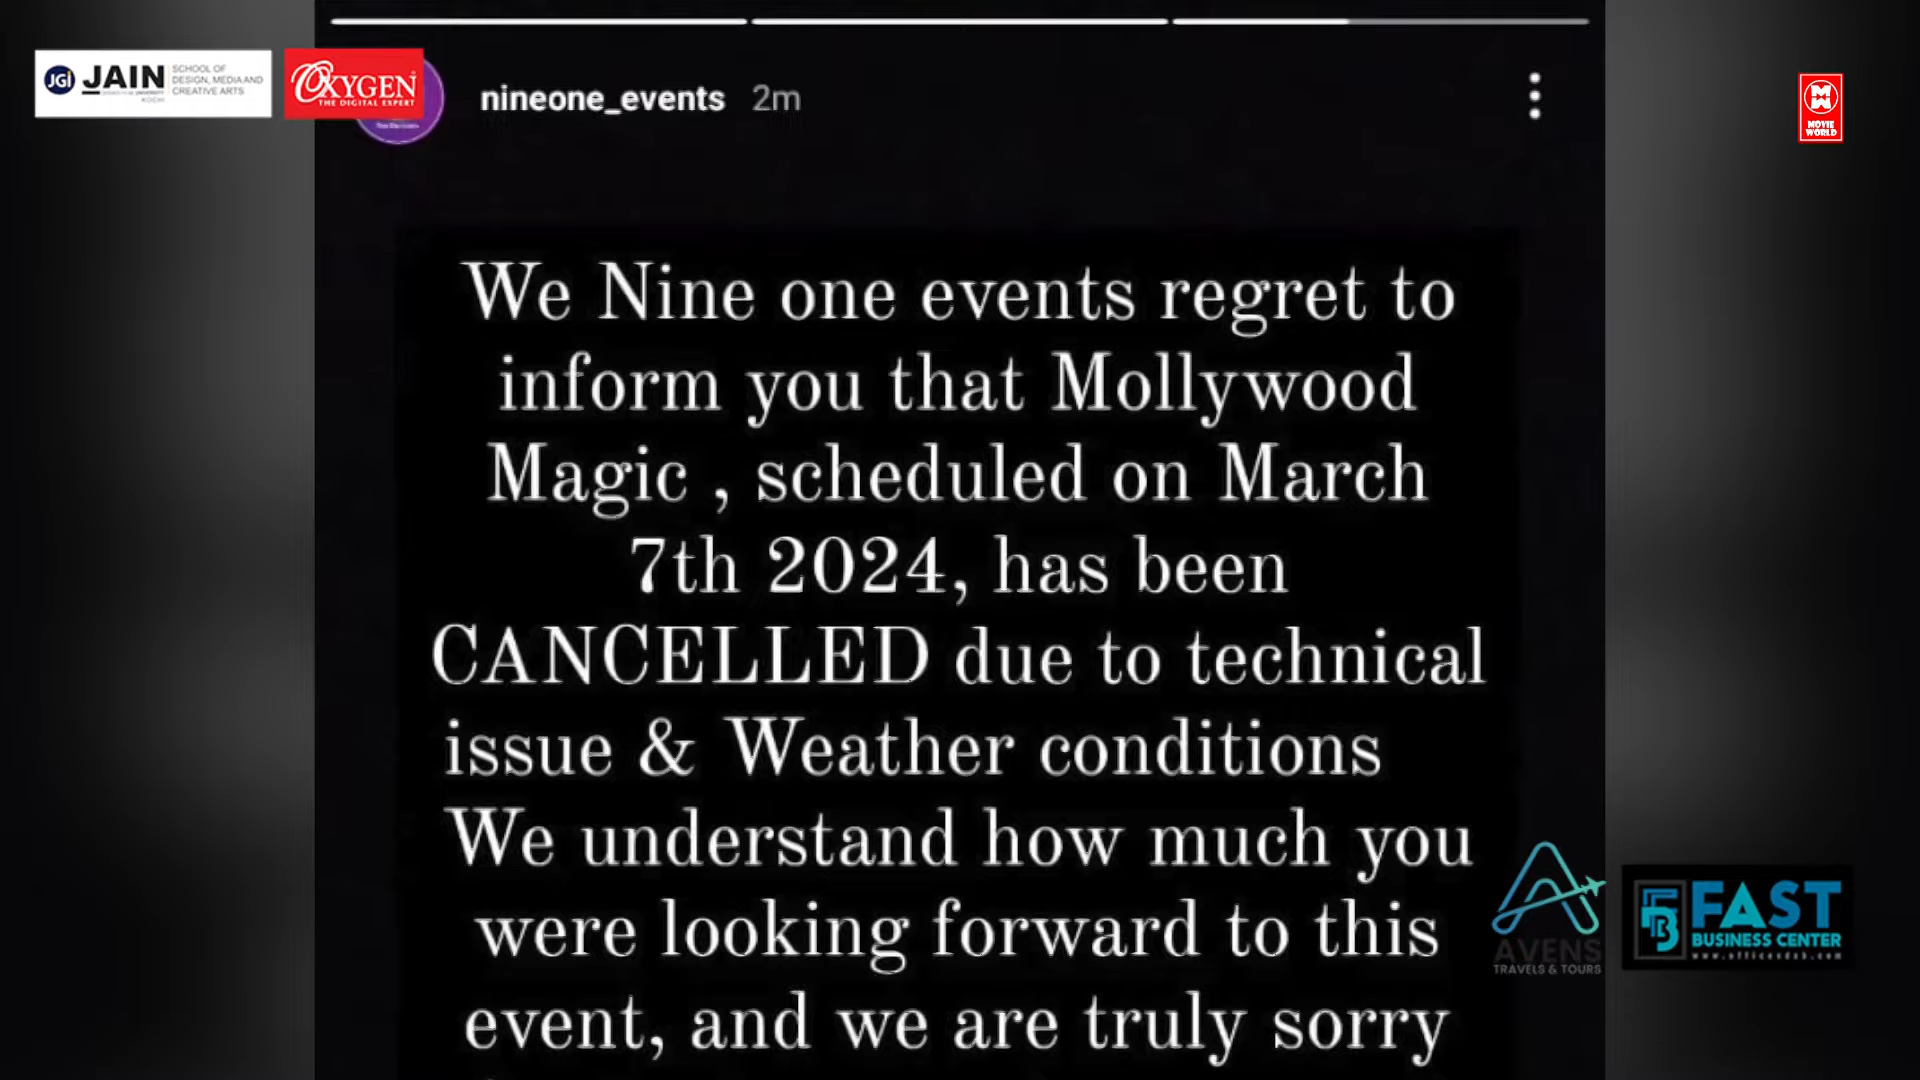 JGi JAIN SCHOOL OF
DESIGN, MEDIA AND
CREATIVE ARTS
KOCHI
OXYGEN
THE DIGITAL EXPERT
nineone_events 2m
MOVIE
WORLD
We Nine one events regret to
inform you that Mollywood
Magic , scheduled on March
7th 2024, has been
CANCELLED due to technical
issue & Weather conditions
We understand how much you
were looking forward to this
event, and we are truly sorry
AVENS
TRAVELS & TOURS
FAST
BUSINESS CENTER